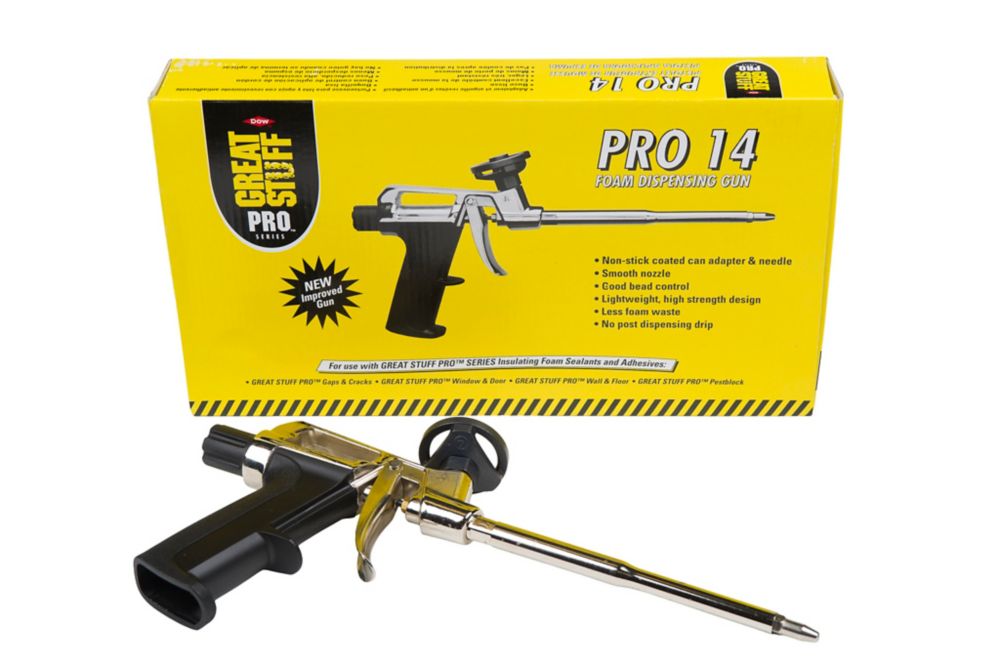 DOW
GREAT
STUFF
PRO™
SERIES
NEW
Improved
Gun
PRO 14
FOAM DISPENSING GUN
• Non-stick coated can adapter & needle
• Smooth nozzle
• Good bead control
• Lightweight, high strength design
• Less foam waste
• No post dispensing drip
For use with GREAT STUFF PRO™ SERIES Insulating Foam Sealants and Adhesives:
• GREAT STUFF PRO™ Gaps & Cracks • GREAT STUFF PRO™ Window & Door • GREAT STUFF PRO™ Wall & Floor • GREAT STUFF PRO™ Pestblock
PRO 14
GREAT
STUFF
PRO